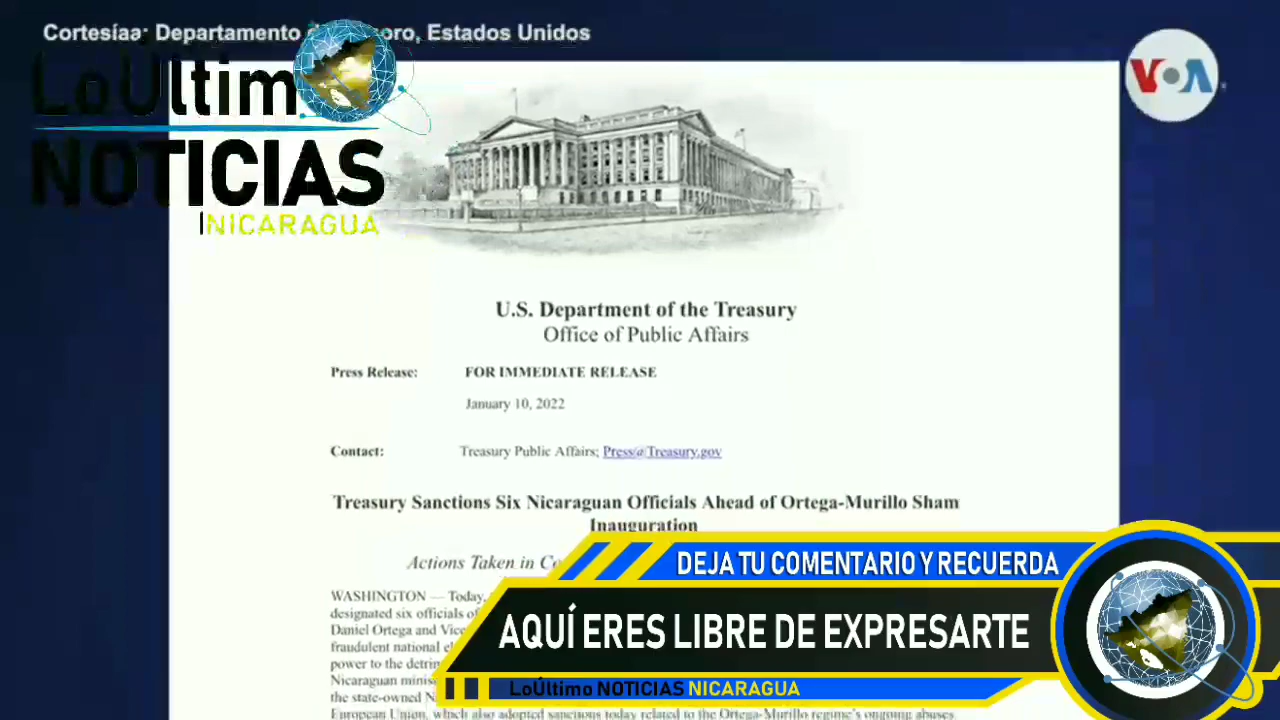 Cortesíaa: Departamento oro, Estados Unidos
VOA
LoÚltimo
NOTICIAS
NICARAGUA
U.S. Department of the Treasury
Office of Public Affairs
Press Release: FOR IMMEDIATE RELEASE
January 10, 2022
Contact: Treasury Public Affairs; Press@Treasury.gov
Treasury Sanctions Six Nicaraguan Officials Ahead of Ortega-Murillo Sham
Inauguration
Actions Taken in Co
WASHINGTON — Today,
designated six officials of
Daniel Ortega and Vice
fraudulent national el
power to the detrim
Nicaraguan minis
the state-owned N
European Union, which also adopted sanctions today related to the Ortega-Murillo regime's ongoing abuses.
DEJA TU COMENTARIO Y RECUERDA
AQUÍ ERES LIBRE DE EXPRESARTE
LoÚltimo NOTICIAS NICARAGUA